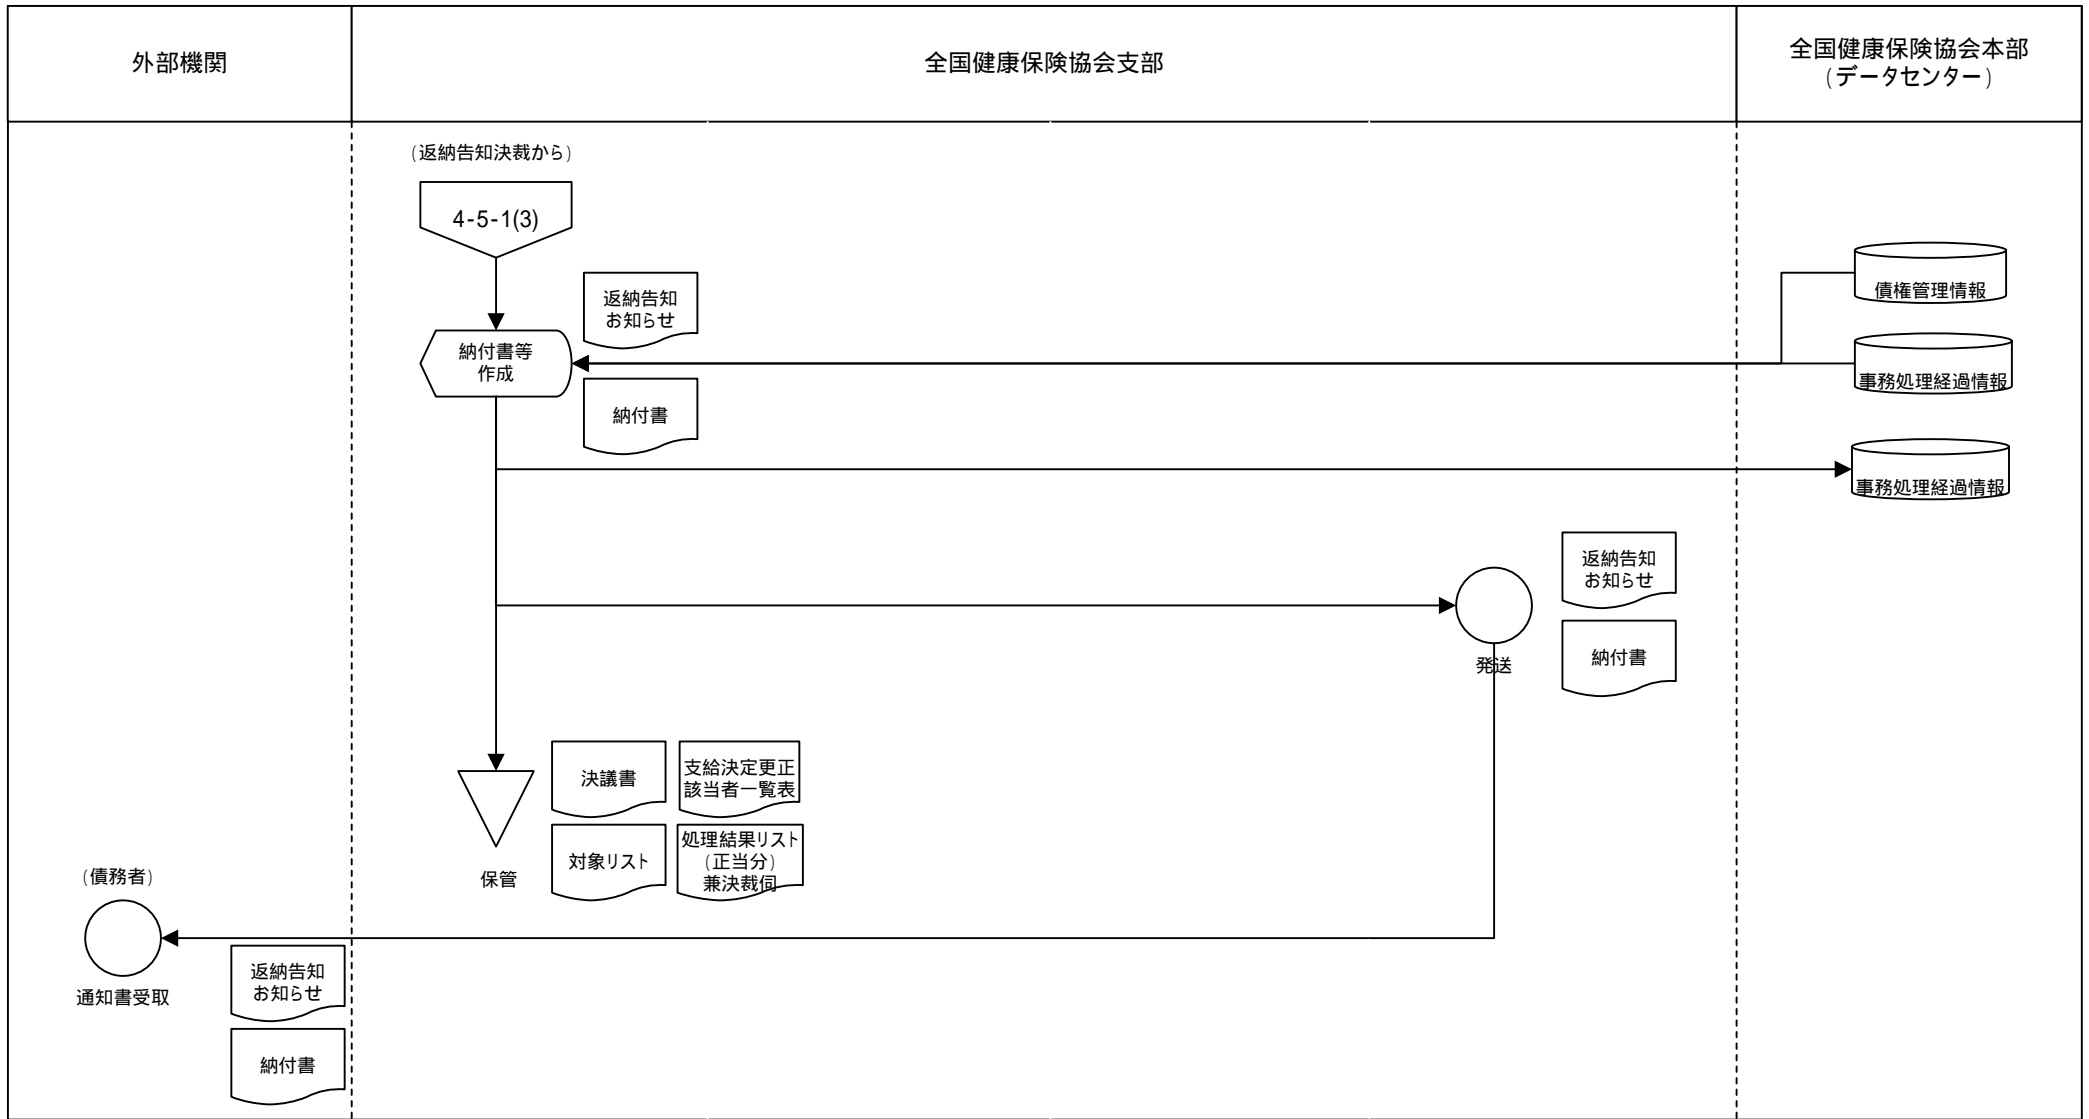 外部機関
全国健康保険協会支部
全国健康保険協会本部
(データセンター)
(返納告知決裁から)
4-5-1(3)
返納告知
お知らせ
債権管理情報
納付書等
作成
事務処理経過情報
納付書
事務処理経過情報
返納告知
お知らせ
発送
納付書
決議書
支給決定更正
該当者一覧表
対象リスト
処理結果リスト
(正当分)
兼決裁伺
保管
(債務者)
通知書受取
返納告知
お知らせ
納付書